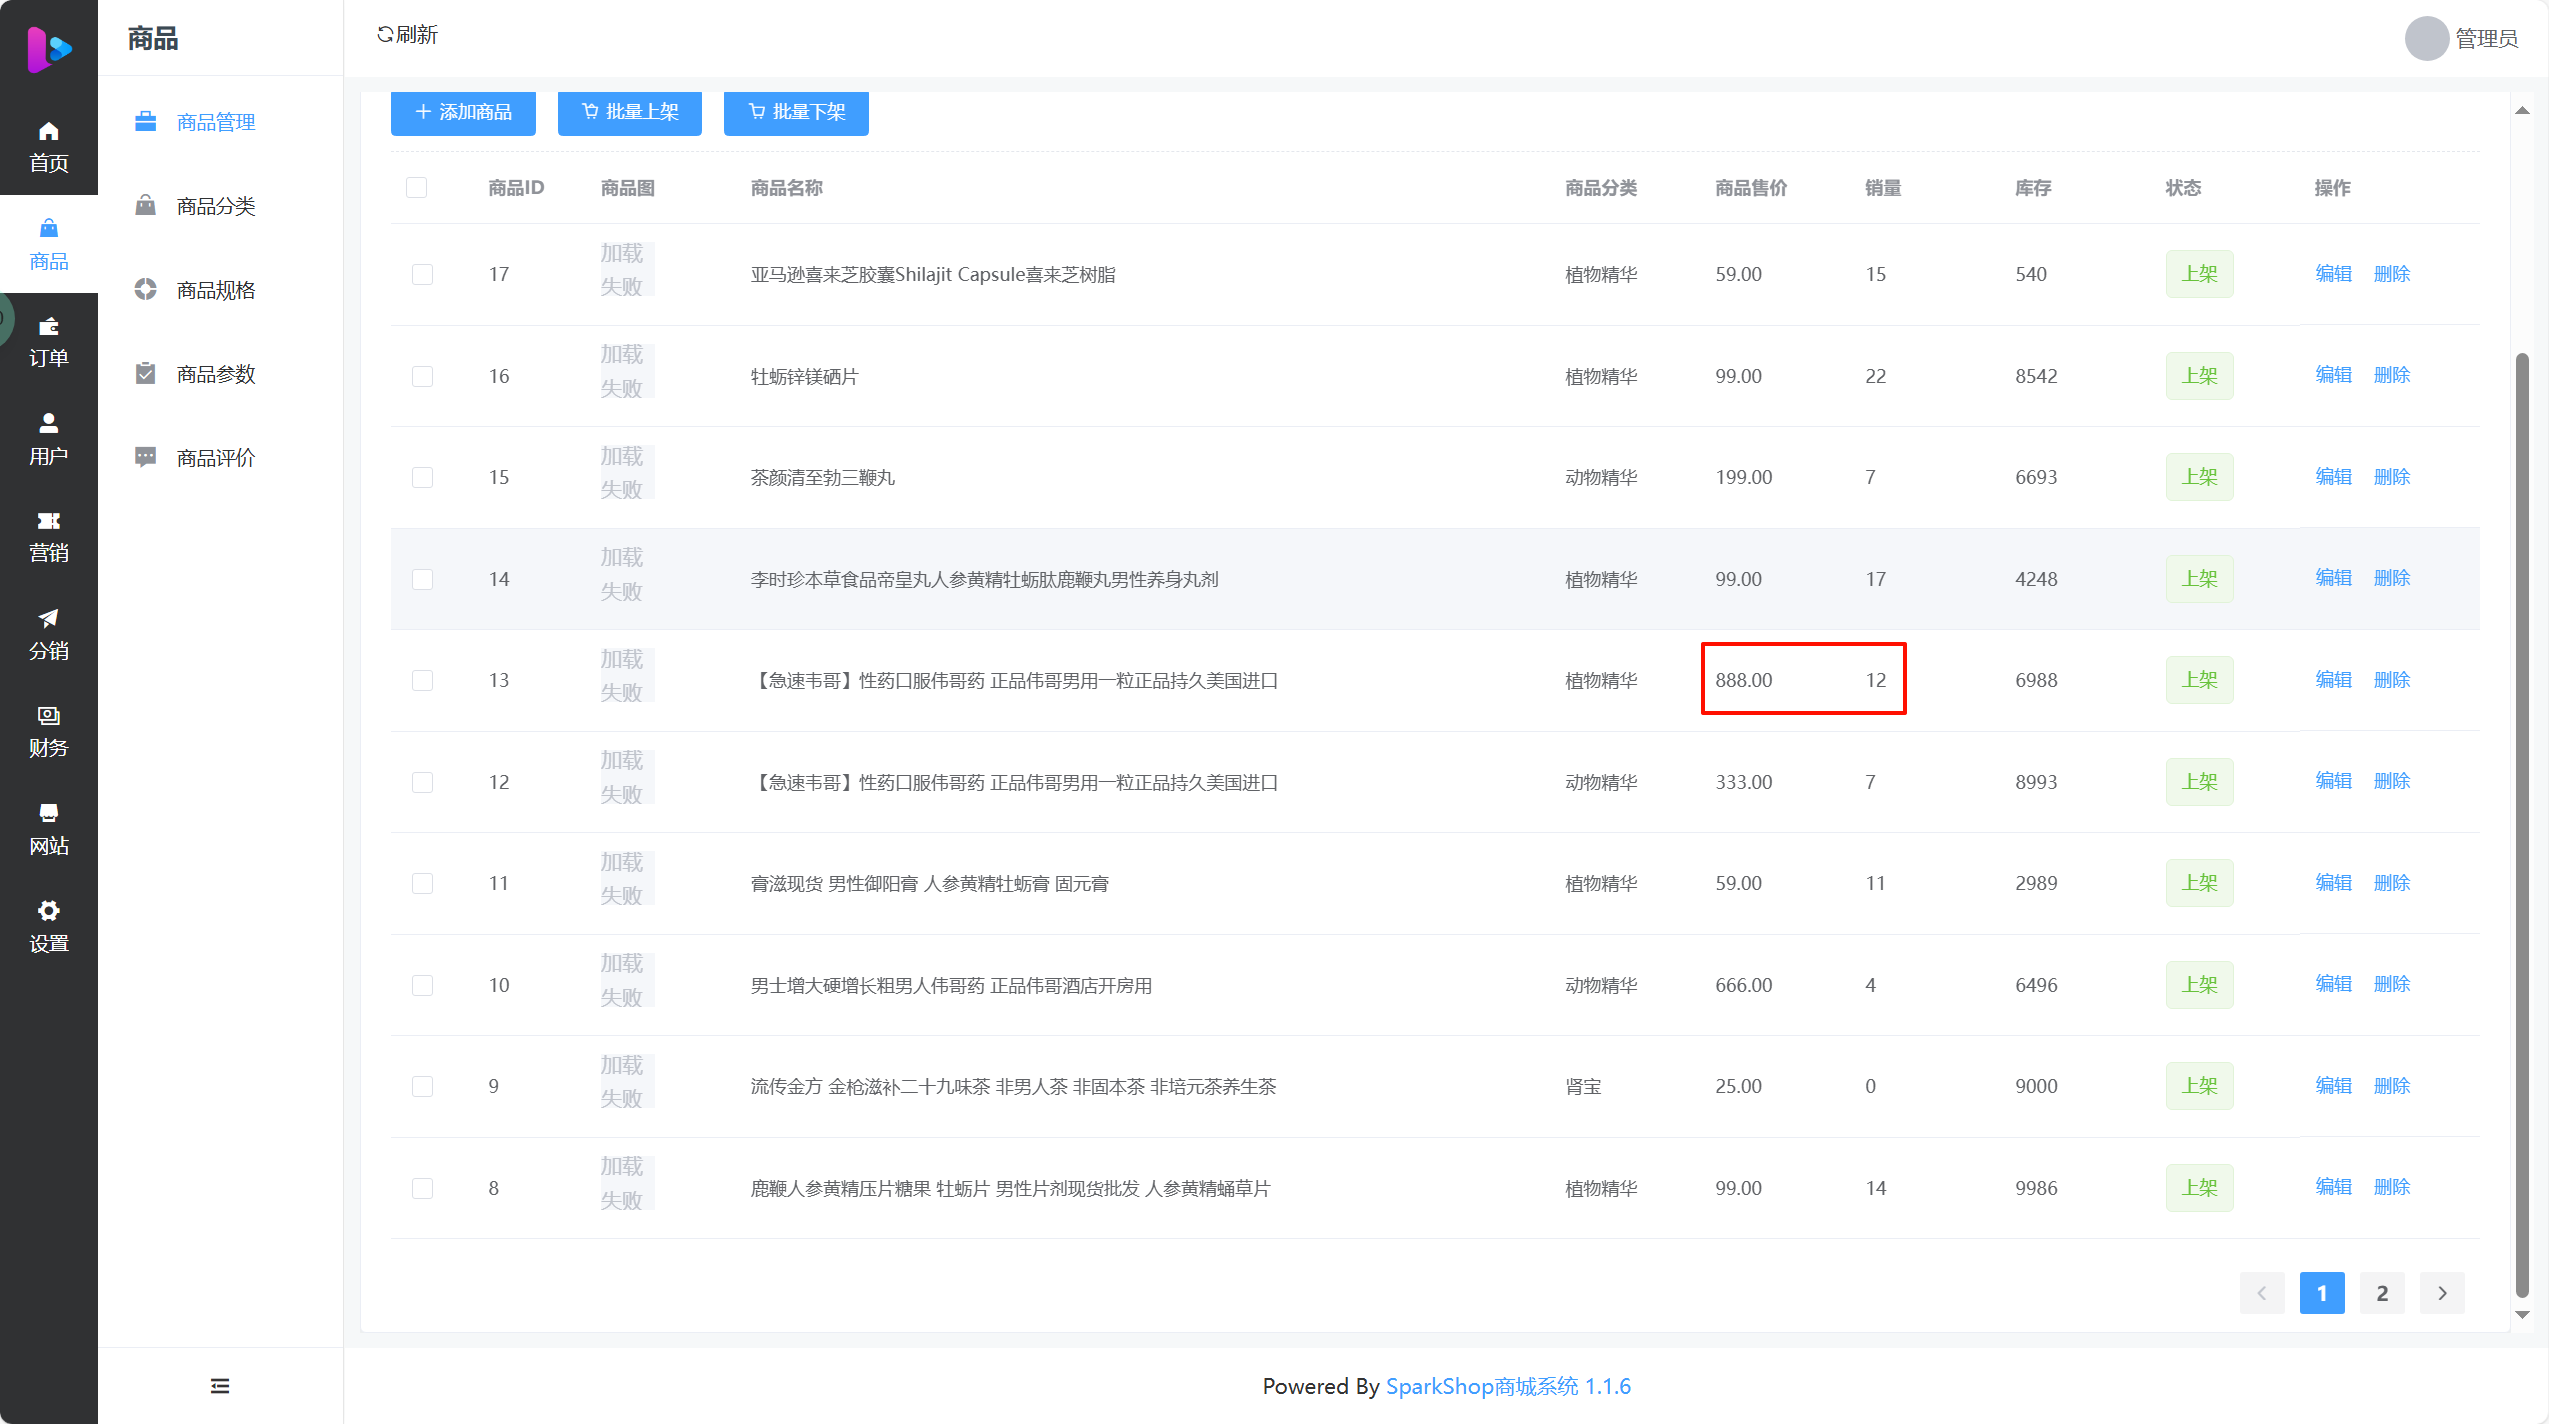 商品
刷新
管理员
首页
商品
订单
用户
营销
分销
财务
网站
设置
商品管理
商品分类
商品规格
商品参数
商品评价
添加商品 批量上架 批量下架
商品ID 商品图 商品名称 商品分类 商品售价 销量 库存 状态 操作
17 加载失败 亚马逊喜来芝胶囊Shilajit Capsule喜来芝树脂 植物精华 59.00 15 540 上架 编辑 删除
16 加载失败 牡蛎锌镁硒片 植物精华 99.00 22 8542 上架 编辑 删除
15 加载失败 茶颜清至勃三鞭丸 动物精华 199.00 7 6693 上架 编辑 删除
14 加载失败 李时珍本草食品帝皇丸人参黄精牡蛎肽鹿鞭丸男性养身丸剂 植物精华 99.00 17 4248 上架 编辑 删除
13 加载失败 【急速韦哥】性药口服伟哥药 正品伟哥男用一粒正品持久美国进口 植物精华 888.00 12 6988 上架 编辑 删除
12 加载失败 【急速韦哥】性药口服伟哥药 正品伟哥男用一粒正品持久美国进口 动物精华 333.00 7 8993 上架 编辑 删除
11 加载失败 膏滋现货 男性御阳膏 人参黄精牡蛎膏 固元膏 植物精华 59.00 11 2989 上架 编辑 删除
10 加载失败 男士增大硬增长粗男人伟哥药 正品伟哥酒店开房用 动物精华 666.00 4 6496 上架 编辑 删除
9 加载失败 流传金方 金枪滋补二十九味茶 非男人茶 非固本茶 非培元茶养生茶 肾宝 25.00 0 9000 上架 编辑 删除
8 加载失败 鹿鞭人参黄精压片糖果 牡蛎片 男性片剂现货批发 人参黄精蛹草片 植物精华 99.00 14 9986 上架 编辑 删除
1 2
Powered By SparkShop商城系统 1.1.6